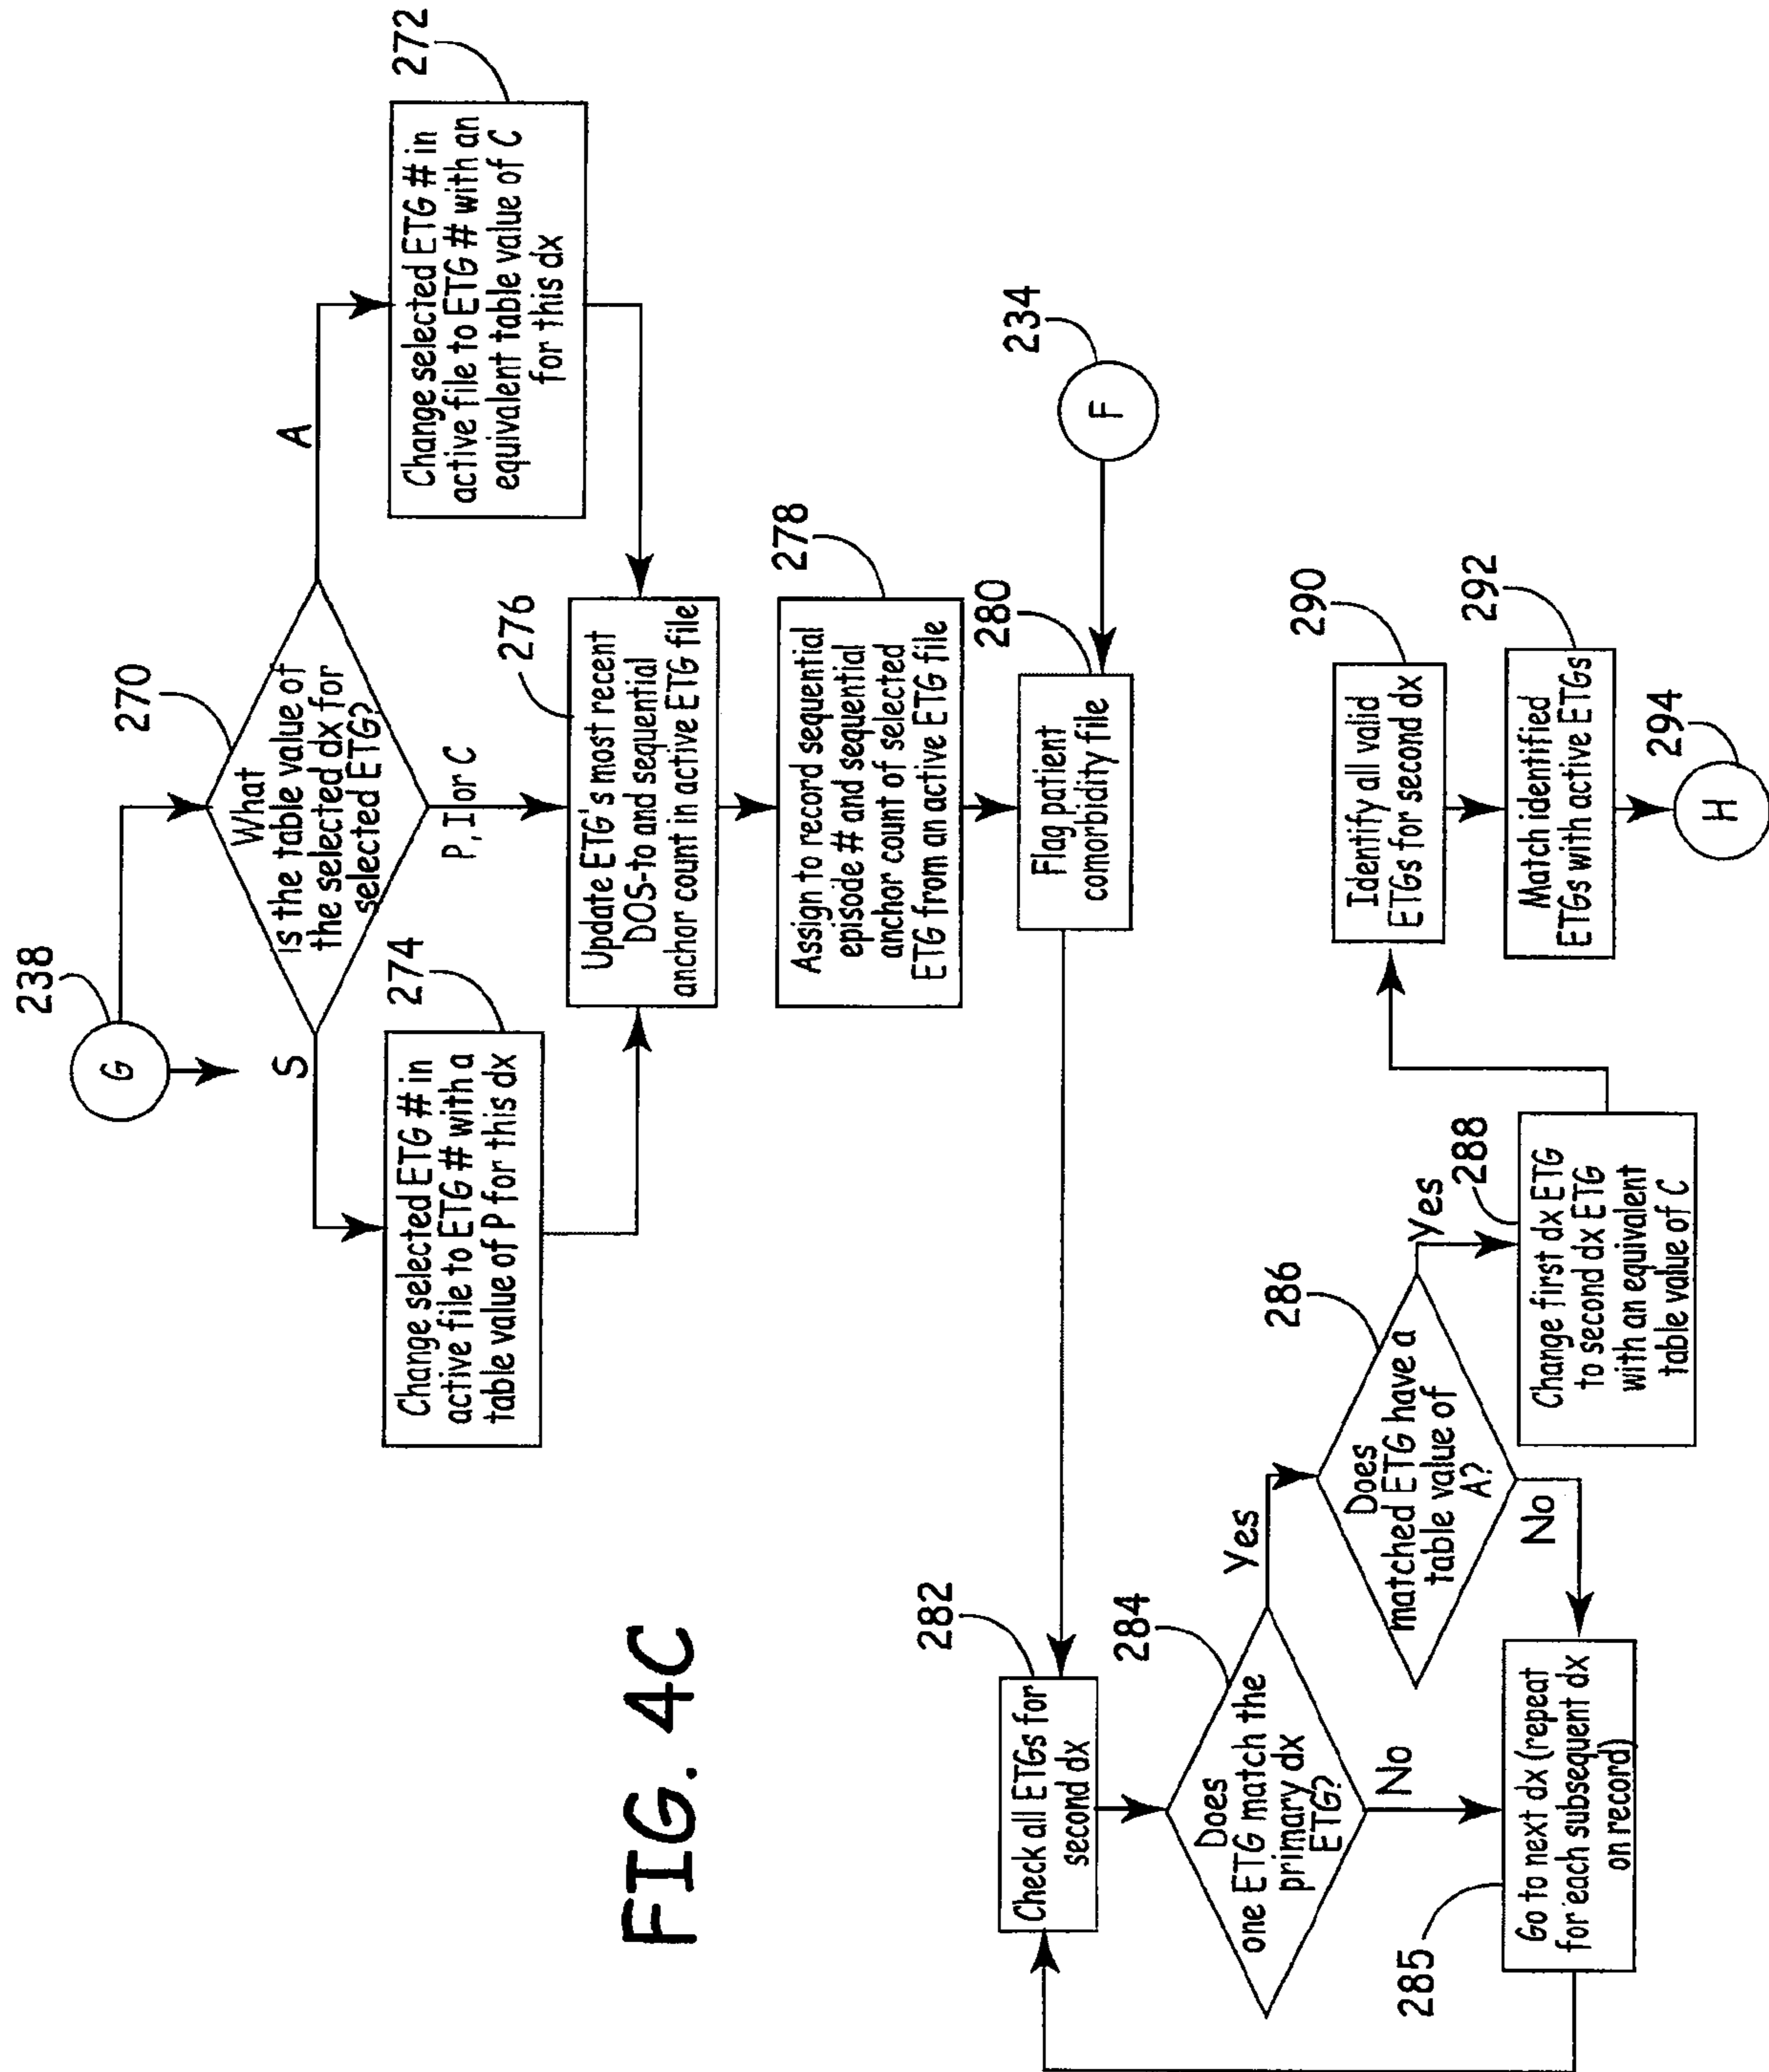 238
G
270
What
is the table value of
the selected dx for
selected ETG?
S
A
P, I or C
274
Change selected ETG # in
active file to ETG # with a
table value of P for this dx
272
Change selected ETG # in
active file to ETG # with an
equivalent table value of C
for this dx
276
Update ETG's most recent
DOS-to and sequential
anchor count in active ETG file
278
Assign to record sequential
episode # and sequential
anchor count of selected
ETG from an active ETG file
280
Flag patient
comorbidity file
234
F
FIG. 4C
282
Check all ETGs for
second dx
284
Does
one ETG match the
primary dx
ETG?
Yes
No
285
Go to next dx (repeat
for each subsequent dx
on record)
286
Does
matched ETG have a
table value of
A?
Yes
No
288
Change first dx ETG
to second dx ETG
with an equivalent
table value of C
290
Identify all valid
ETGs for second dx
292
Match identified
ETGs with active ETGs
294
H